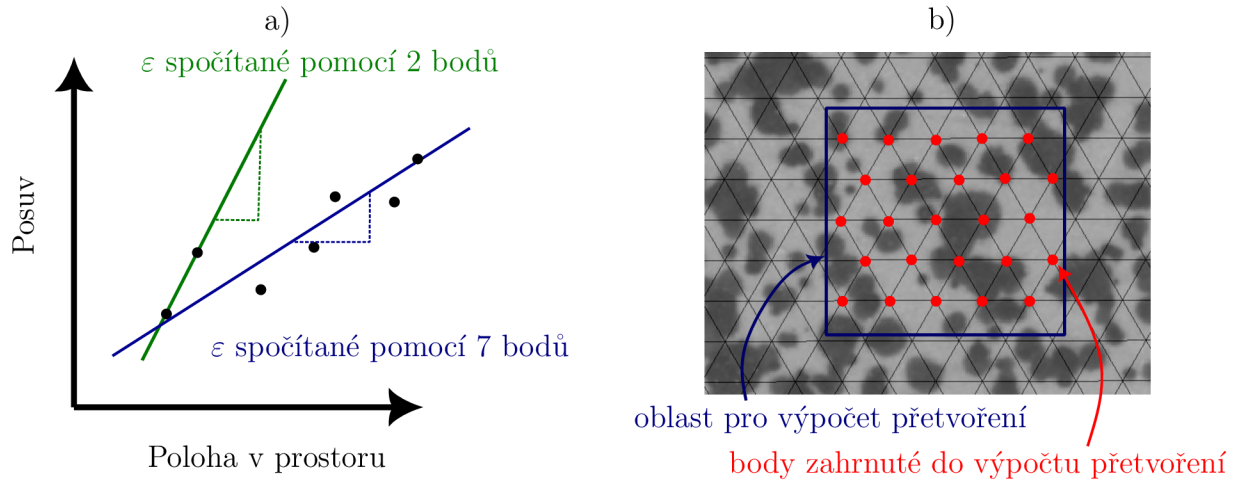 a)
ε spočítané pomocí 2 bodů
Posuv
ε spočítané pomocí 7 bodů
Poloha v prostoru
b)
oblast pro výpočet přetvoření
body zahrnuté do výpočtu přetvoření